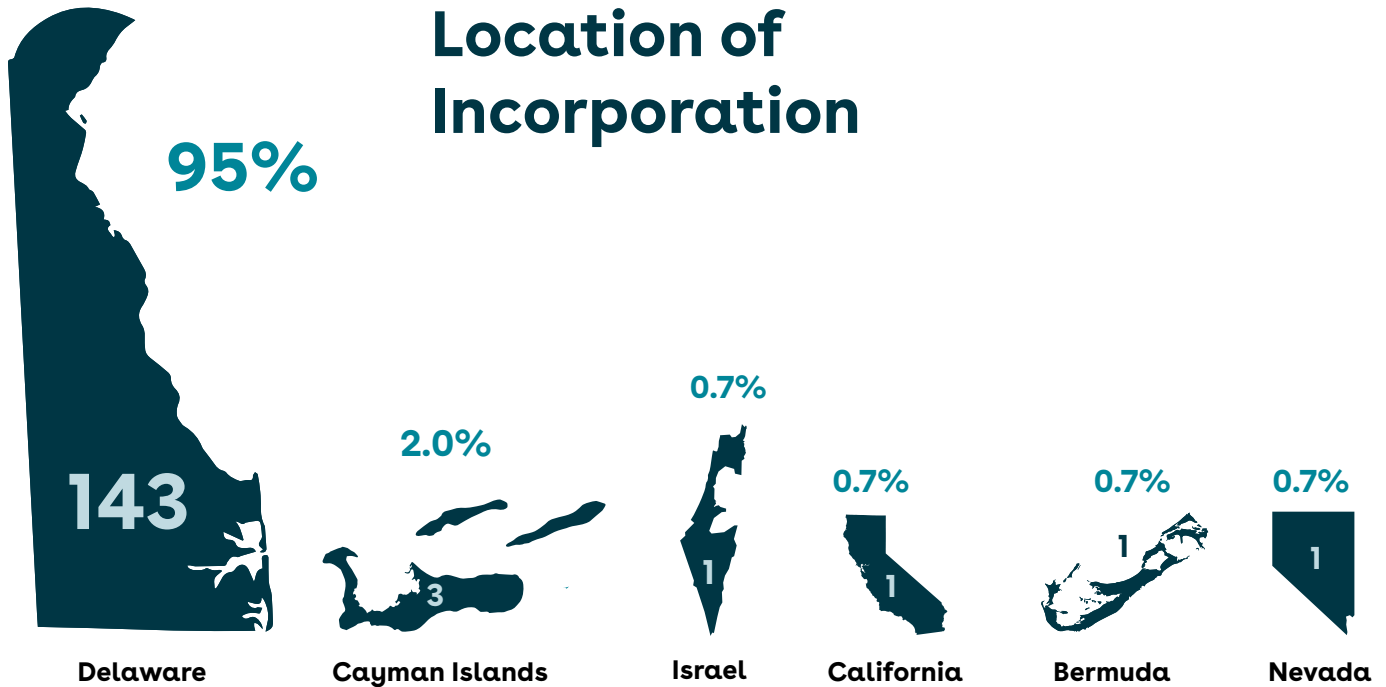 Location of
Incorporation
95%
143
Delaware
2.0%
3
Cayman Islands
0.7%
1
Israel
0.7%
1
California
0.7%
1
Bermuda
0.7%
1
Nevada